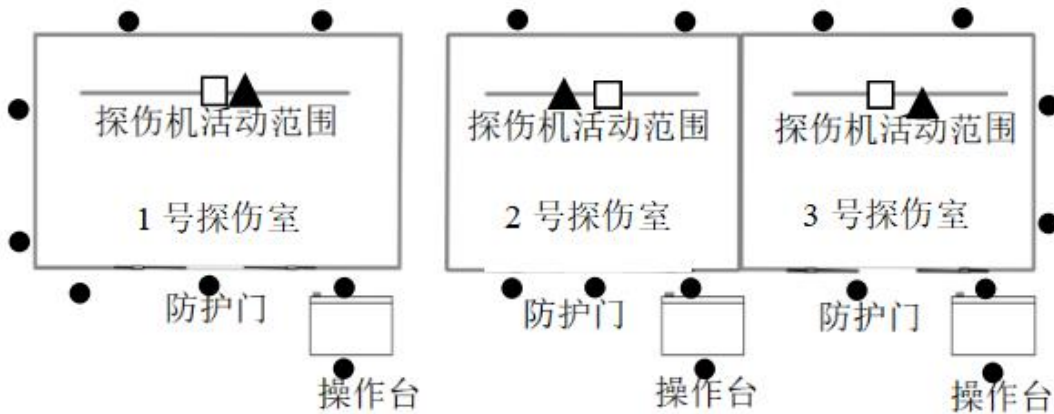 探伤机活动范围
探伤机活动范围
探伤机活动范围
1 号探伤室
2 号探伤室
3 号探伤室
防护门
防护门
防护门
操作台
操作台
操作台